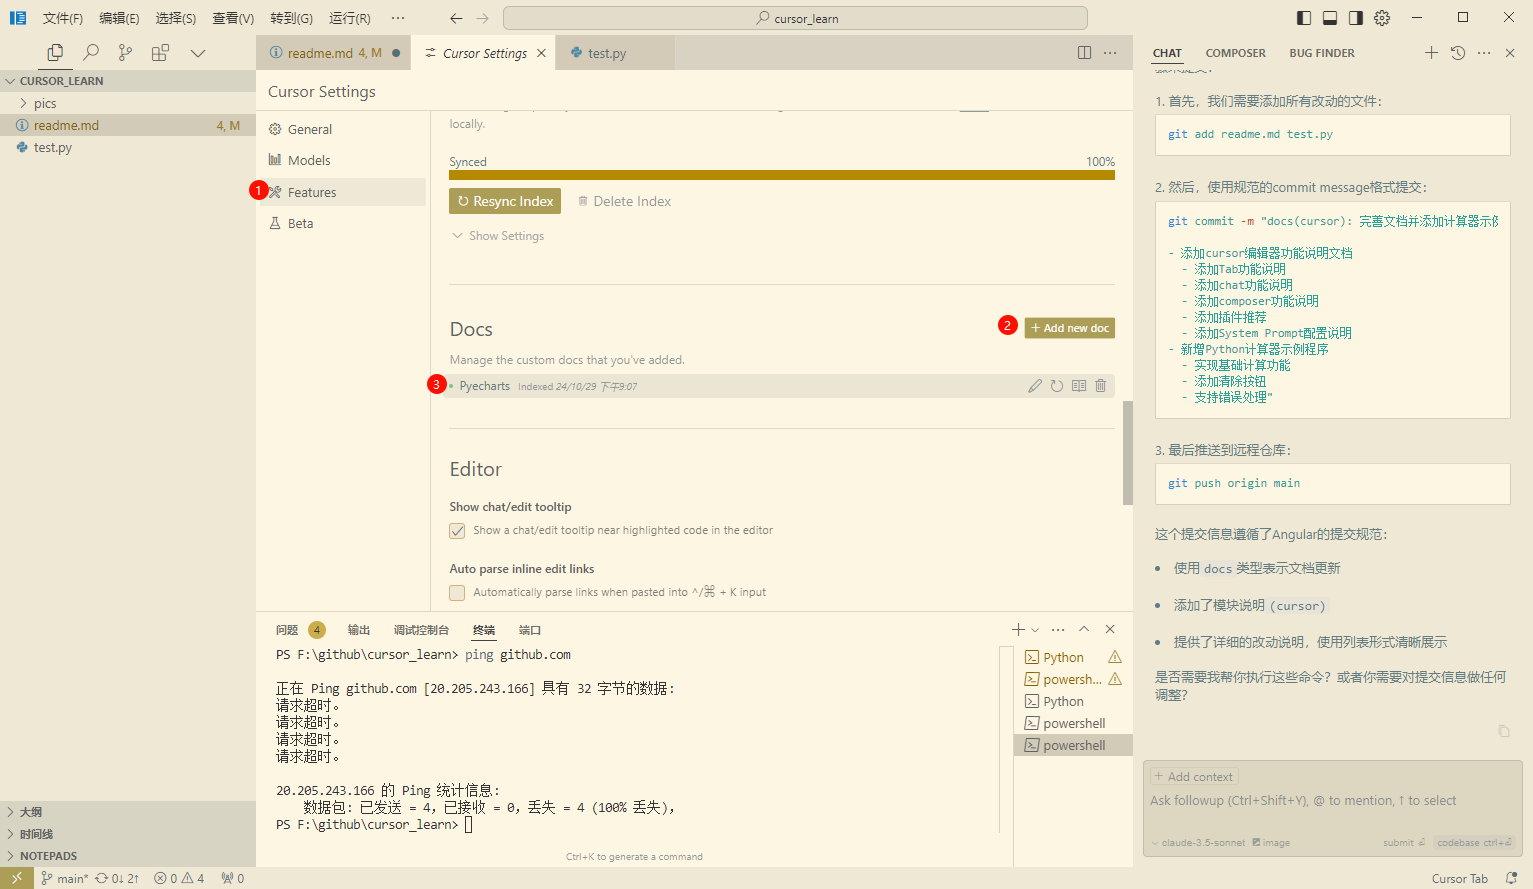 文件(F) 编辑(E) 选择(S) 查看(V) 转到(G) 运行(R) ··· cursor_learn
CURSOR_LEARN
pics
readme.md 4, M
test.py
大纲
时间线
NOTEPADS
readme.md 4, M
Cursor Settings
test.py
Cursor Settings
General
Models
1 Features
Beta
locally.
Synced 100%
Resync Index Delete Index
Show Settings
Docs 2 + Add new doc
Manage the custom docs that you've added.
3 Pyecharts Indexed 24/10/29 下午9:07
Editor
Show chat/edit tooltip
Show a chat/edit tooltip near highlighted code in the editor
Auto parse inline edit links
Automatically parse links when pasted into ^/⌘ + K input
问题 4 输出 调试控制台 终端 端口
PS F:\github\cursor_learn> ping github.com
正在 Ping github.com [20.205.243.166] 具有 32 字节的数据:
请求超时。
请求超时。
请求超时。
请求超时。
20.205.243.166 的 Ping 统计信息:
数据包: 已发送 = 4，已接收 = 0，丢失 = 4 (100% 丢失)，
PS F:\github\cursor_learn>
Ctrl+K to generate a command
Python
powersh...
Python
powershell
powershell
CHAT COMPOSER BUG FINDER
1. 首先，我们需要添加所有改动的文件：
git add readme.md test.py
2. 然后，使用规范的commit message格式提交：
git commit -m "docs(cursor): 完善文档并添加计算器示例
- 添加cursor编辑器功能说明文档
- 添加Tab功能说明
- 添加chat功能说明
- 添加composer功能说明
- 添加插件推荐
- 添加System Prompt配置说明
- 新增Python计算器示例程序
- 实现基础计算功能
- 添加清除按钮
- 支持错误处理"
3. 最后推送到远程仓库：
git push origin main
这个提交信息遵循了Angular的提交规范：
• 使用 docs 类型表示文档更新
• 添加了模块说明 (cursor)
• 提供了详细的改动说明，使用列表形式清晰展示
是否需要我帮你执行这些命令？或者你需要对提交信息做任何
调整？
+ Add context
Ask followup (Ctrl+Shift+Y), @ to mention, ↑ to select
claude-3.5-sonnet image submit ⏎ codebase ctrl+⏎
main* 0↓ 2↑ 0 4 0 Cursor Tab